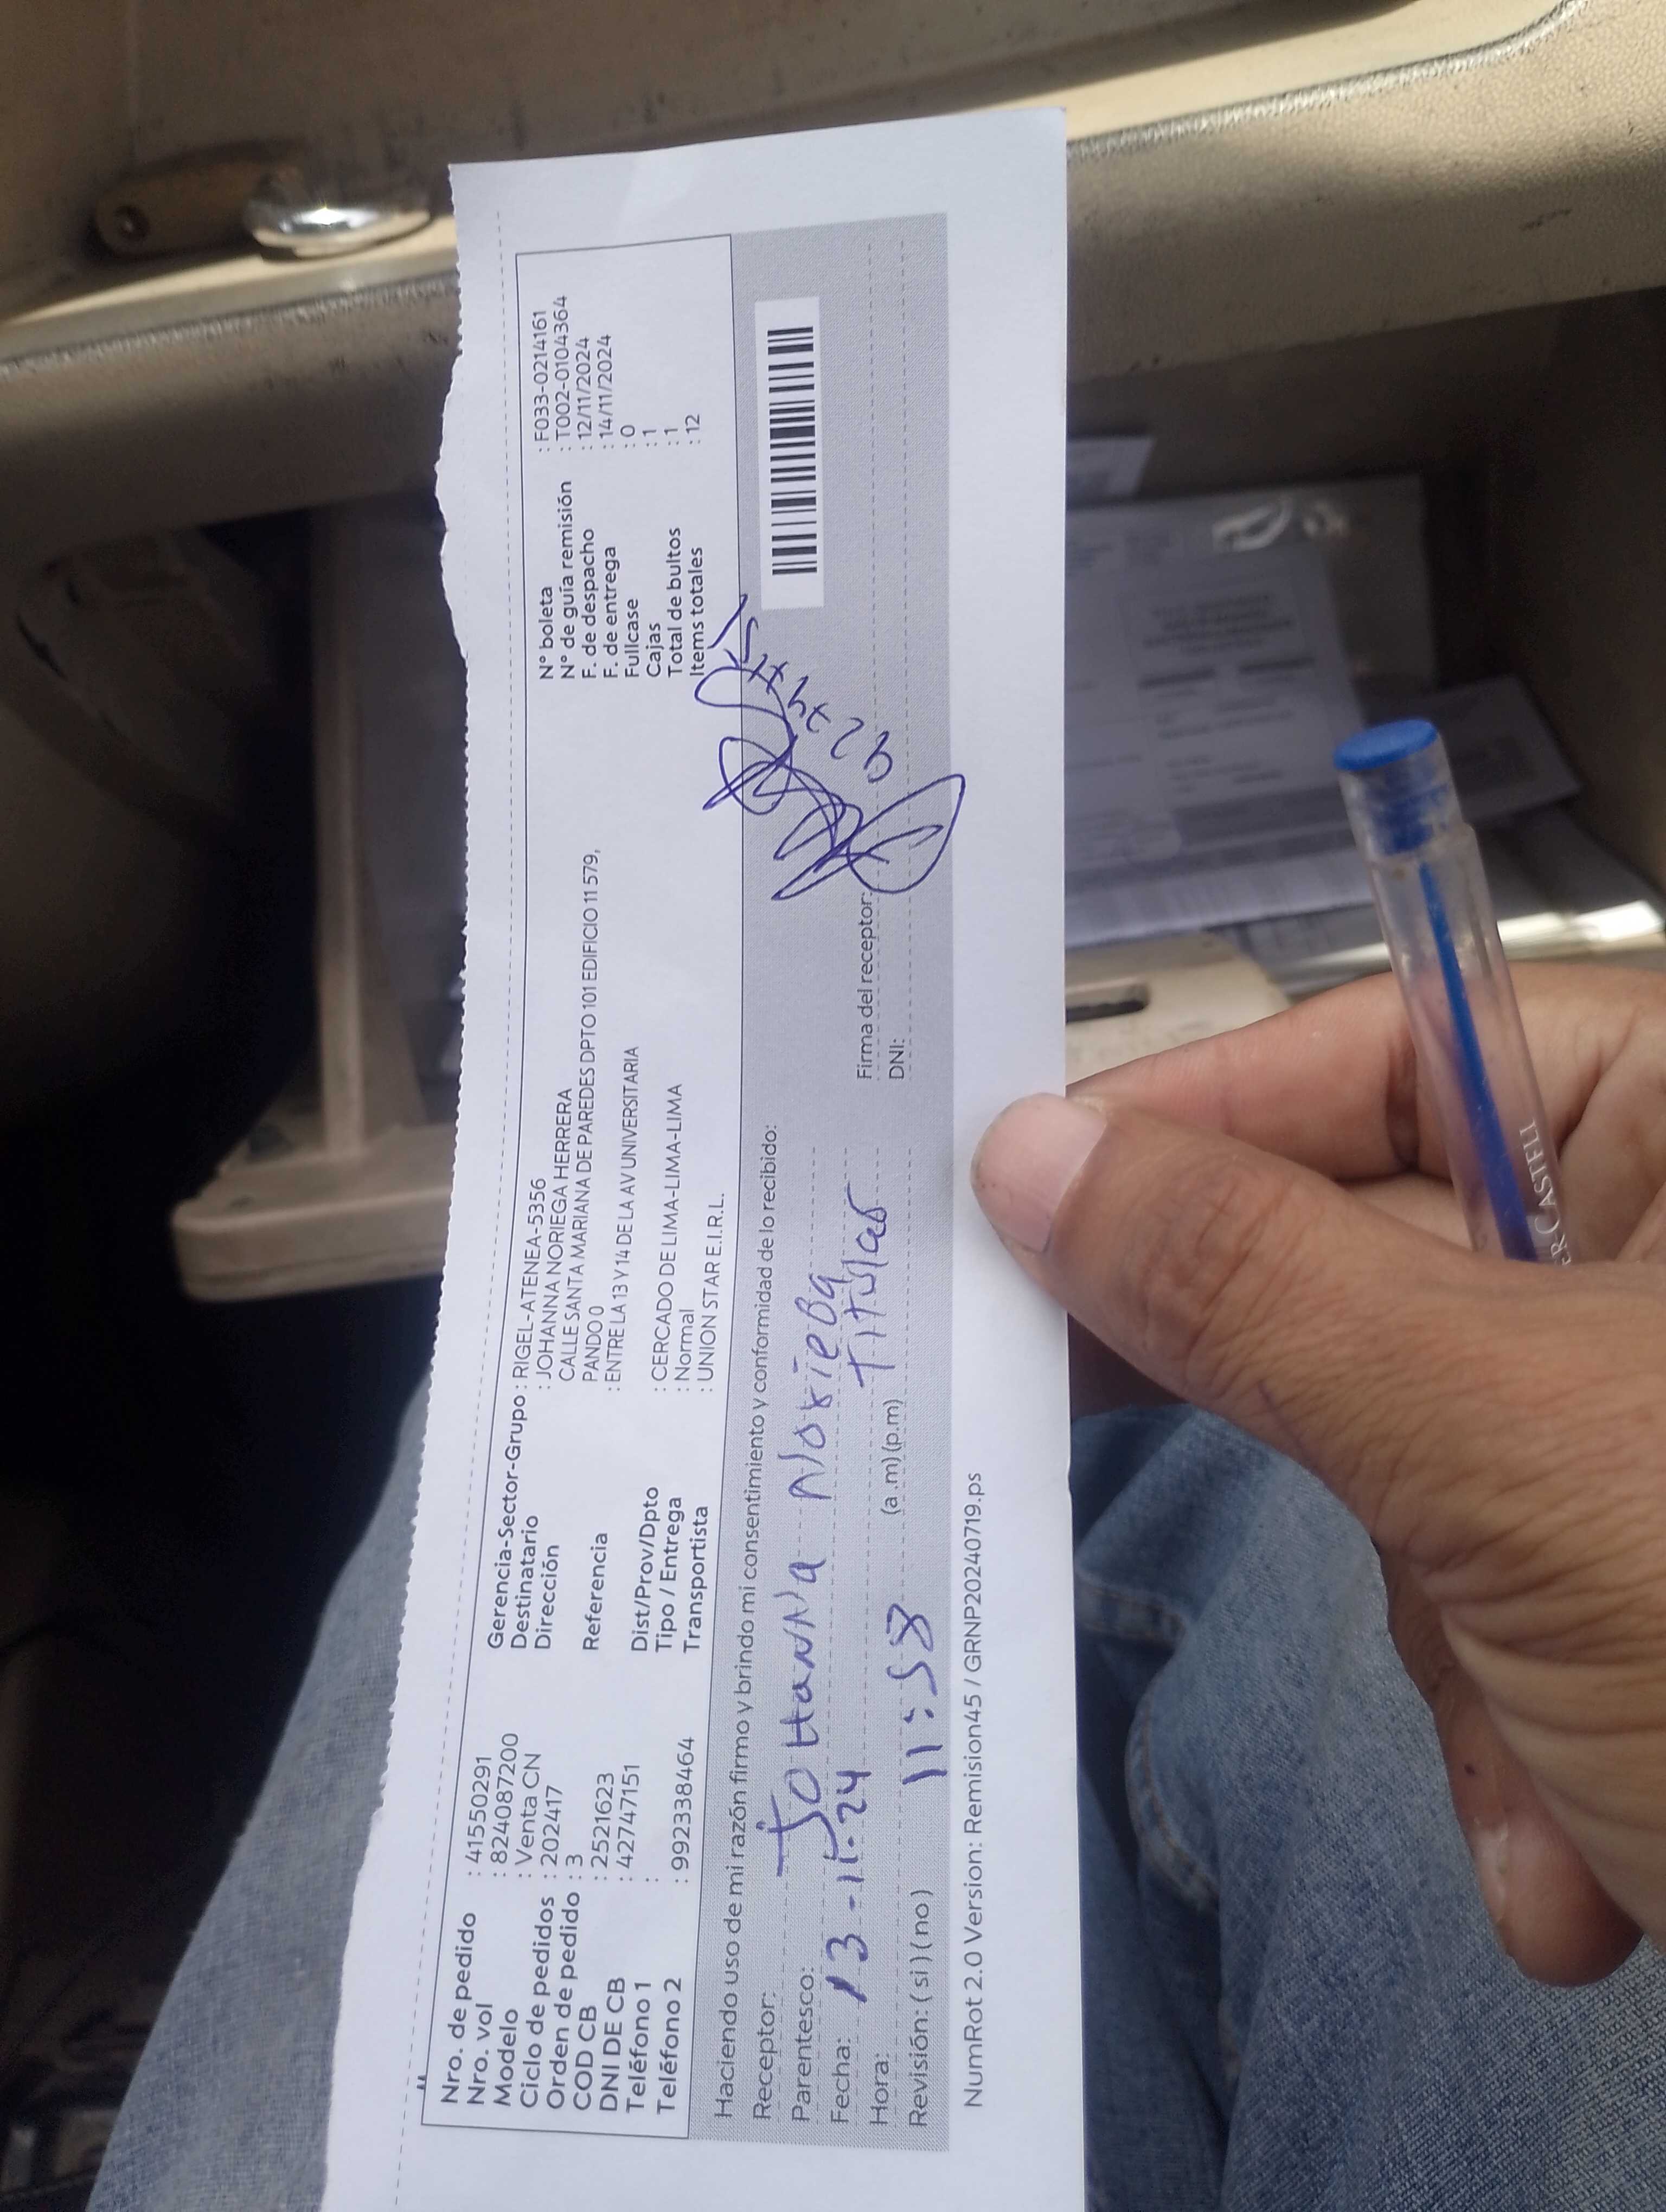 Nro. de pedido : 415550291
Nro. vol : 824087200
Modelo : Venta CN
Ciclo de pedidos : 202417
Orden de pedido : 3
COD CB : 2521623
DNI DE CB : 42747151
Teléfono 1 :
Teléfono 2 : 992338464
Gerencia-Sector-Grupo : RIGEL-ATENEA-5356
Destinatario : JOHANNA NORIEGA HERRERA
Dirección CALLE SANTA MARIANA DE PAREDES DPTO 101 EDIFICIO 11 579,
PANDO 0
Referencia : ENTRE LA 13 Y 14 DE LA AV UNIVERSITARIA
Dist/Prov/Dpto : CERCADO DE LIMA-LIMA-LIMA
Tipo / Entrega : Normal
Transportista : UNION STAR E.I.R.L.
N° boleta : F033-0214161
N° de guía remisión : T002-0104364
F. de despacho : 12/11/2024
F. de entrega : 14/11/2024
Fullcase : 0
Cajas : 1
Total de bultos : 1
Items totales : 12
Haciendo uso de mi razón firmo y brindo mi consentimiento y conformidad de lo recibido:
Receptor: JOHANNA NORIEGA
Parentesco: Titular
Fecha: 13-11-24
Hora: 11:58 (a.m) (p.m)
Revisión: (si) (no)
Firma del receptor:
DNI:
NumRot 2.0 Version: Remision45 / GRNP20240719.ps
ER CASTELL